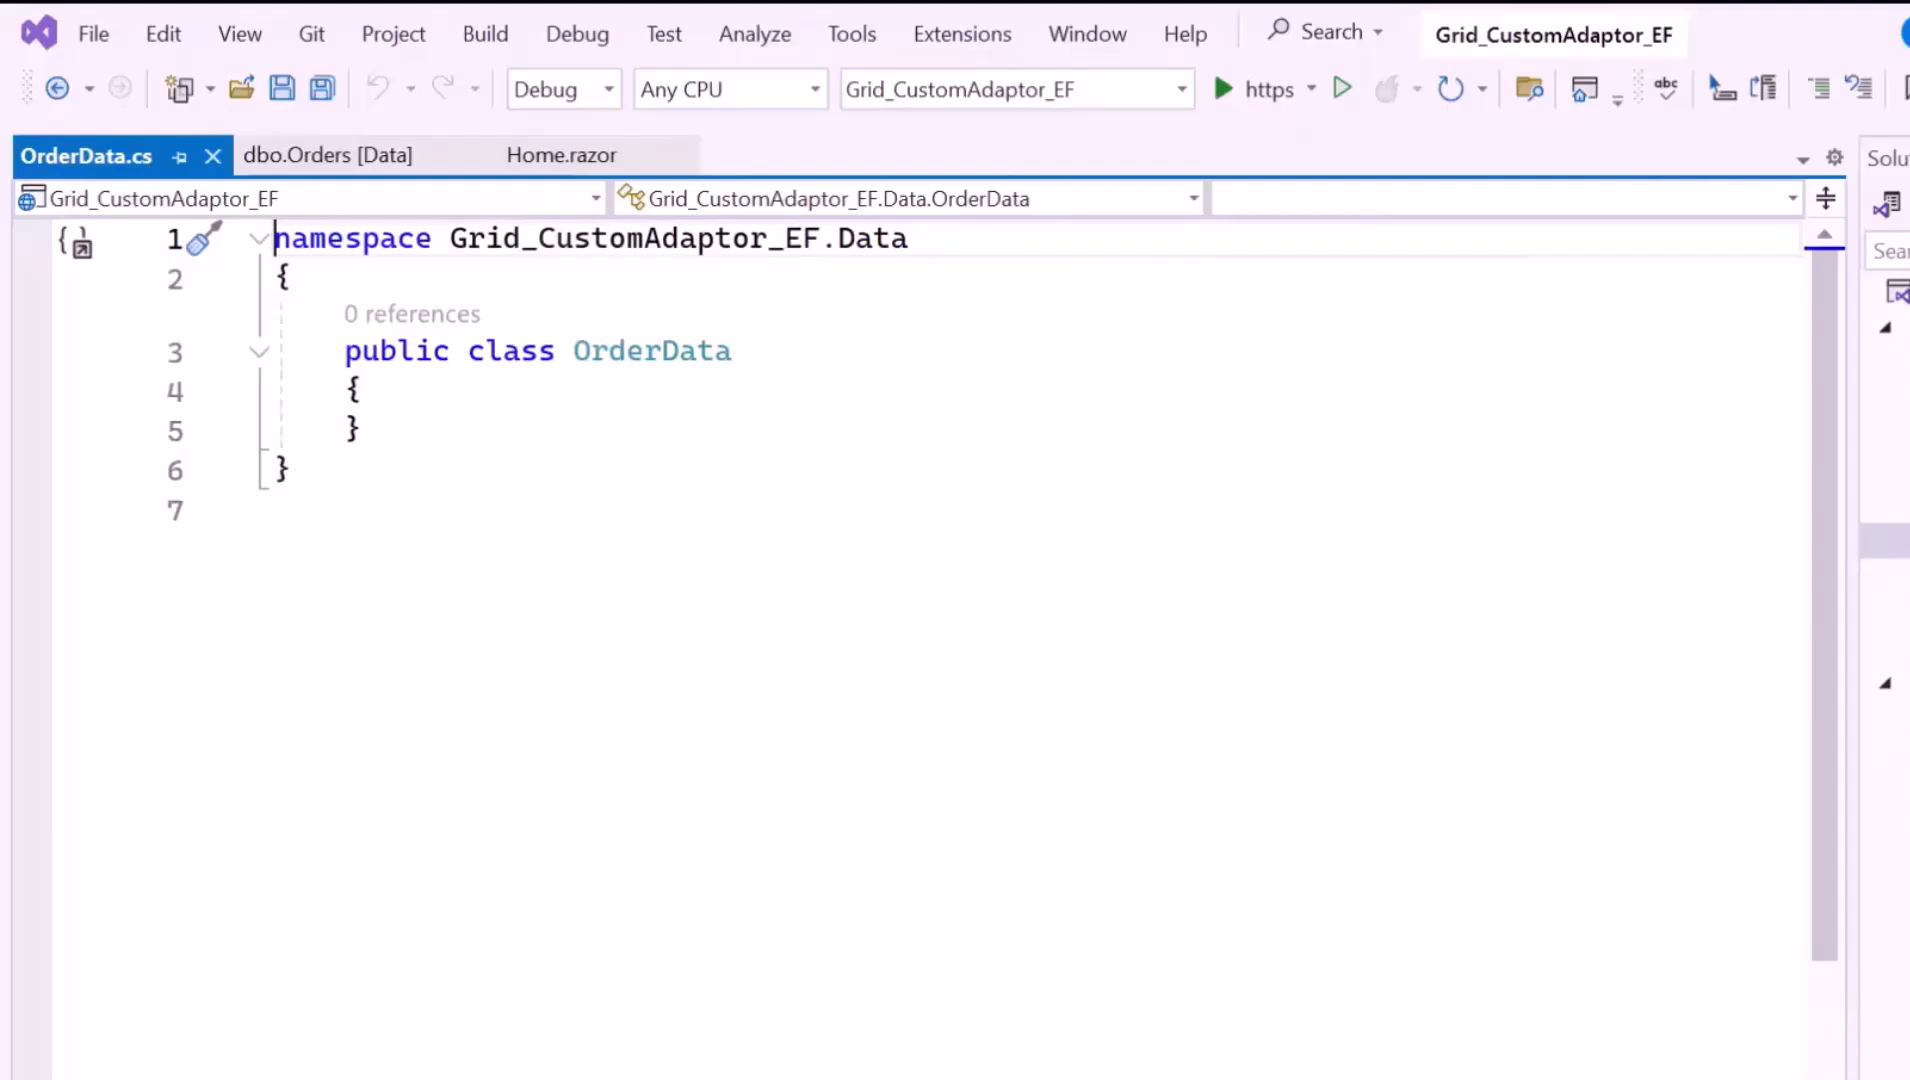 File Edit View Git Project Build Debug Test Analyze Tools Extensions Window Help Search Grid_CustomAdaptor_EF
Debug Any CPU Grid_CustomAdaptor_EF https abc
OrderData.cs dbo.Orders [Data] Home.razor
Solu
Grid_CustomAdaptor_EF Grid_CustomAdaptor_EF.Data.OrderData
Sear
1 namespace Grid_CustomAdaptor_EF.Data
2 {
0 references
3 public class OrderData
4 {
5 }
6 }
7